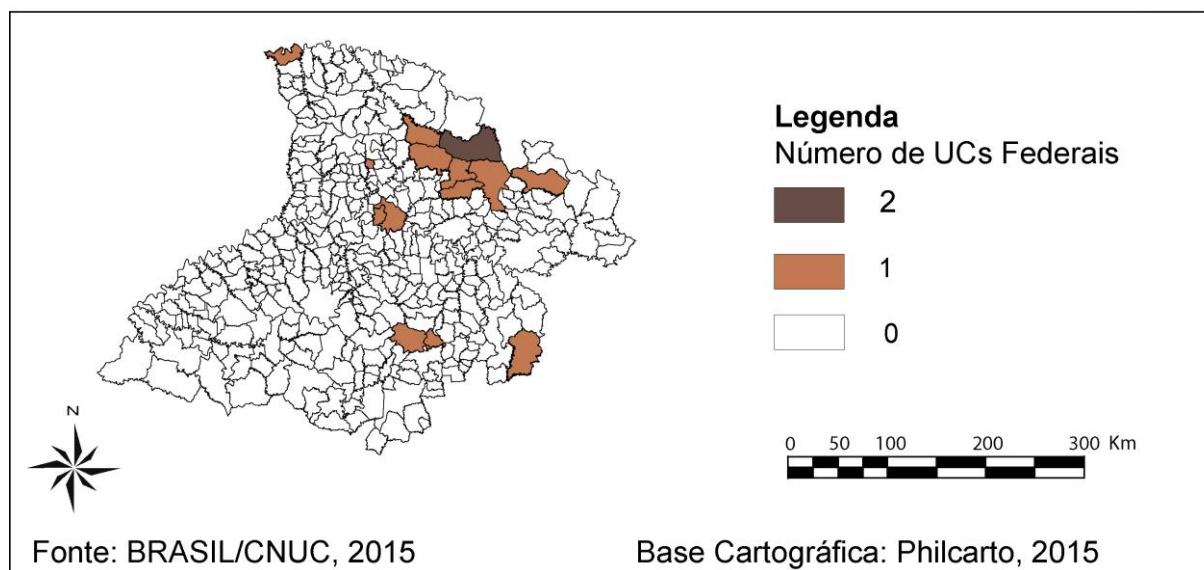 Legenda
Número de UCs Federais
2
1
0
N
0 50 100 200 300 Km
Fonte: BRASIL/CNUC, 2015
Base Cartográfica: Philcarto, 2015